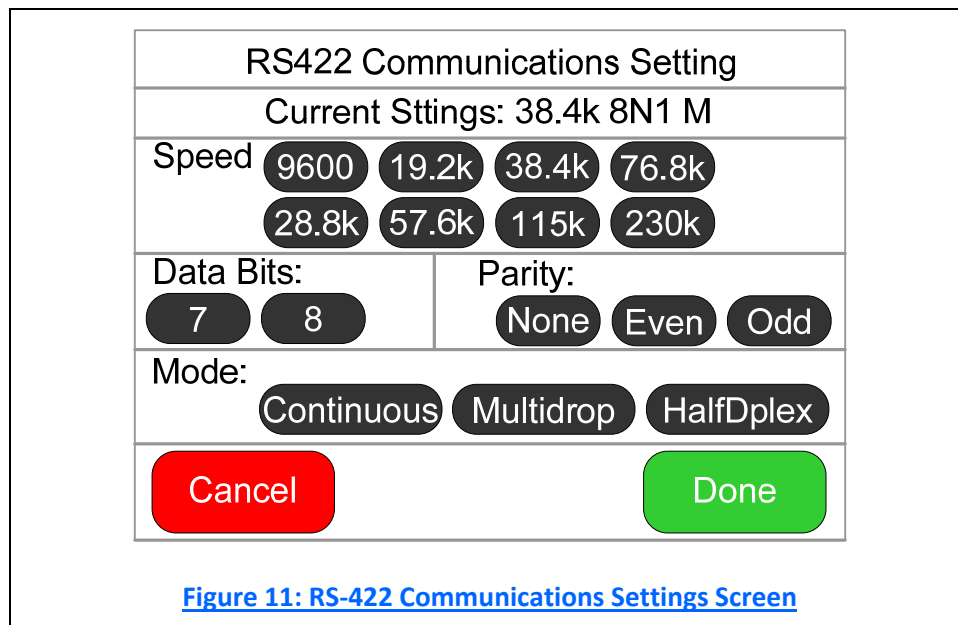 RS422 Communications Setting
Current Sttings: 38.4k 8N1 M
Speed 9600 19.2k 38.4k 76.8k
28.8k 57.6k 115k 230k
Data Bits: Parity:
7 8 None Even Odd
Mode:
Continuous Multidrop HalfDplex
Cancel Done
Figure 11: RS-422 Communications Settings Screen